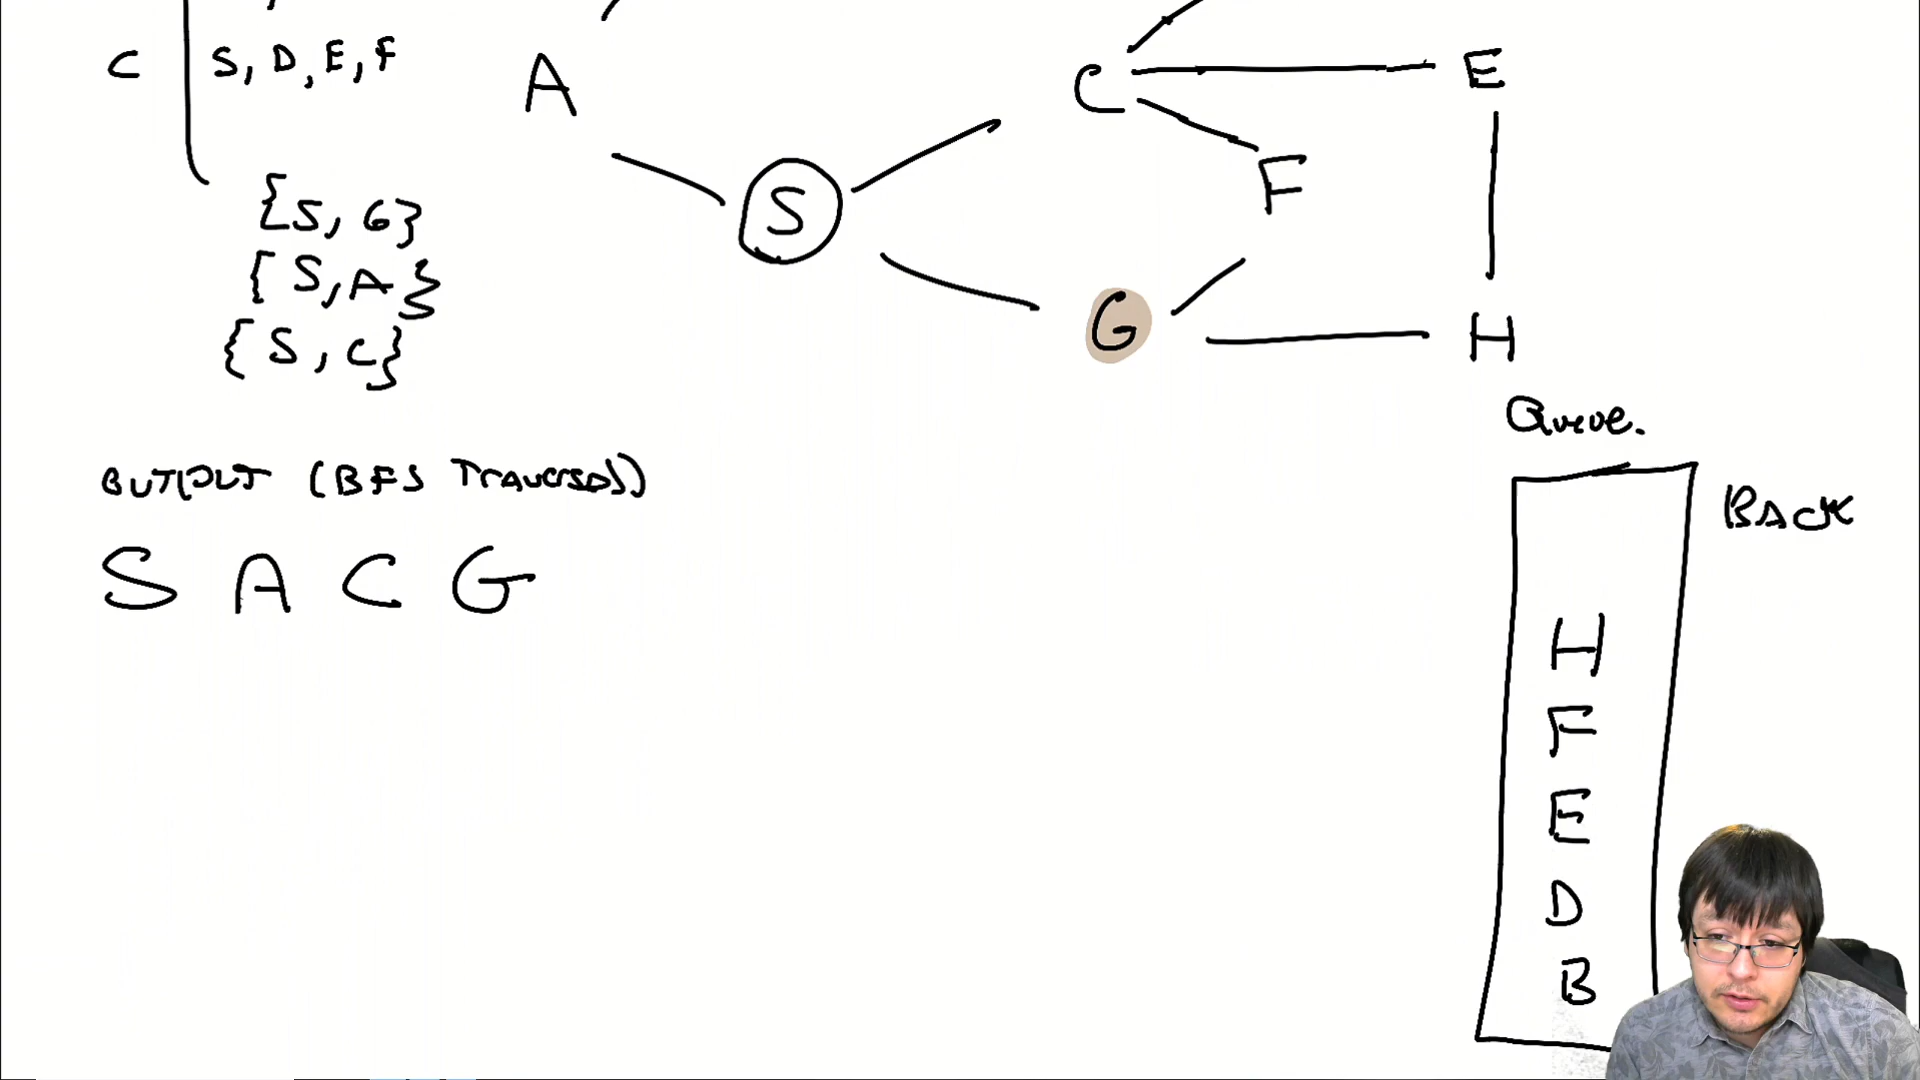 C | S, D, E, F
A
C
E
F
S
{S, G}
{S, A}
{S, C}
G
H
Queue.
OUTPUT (BFS Traversal)
BACK
S A C G
H
F
E
D
B